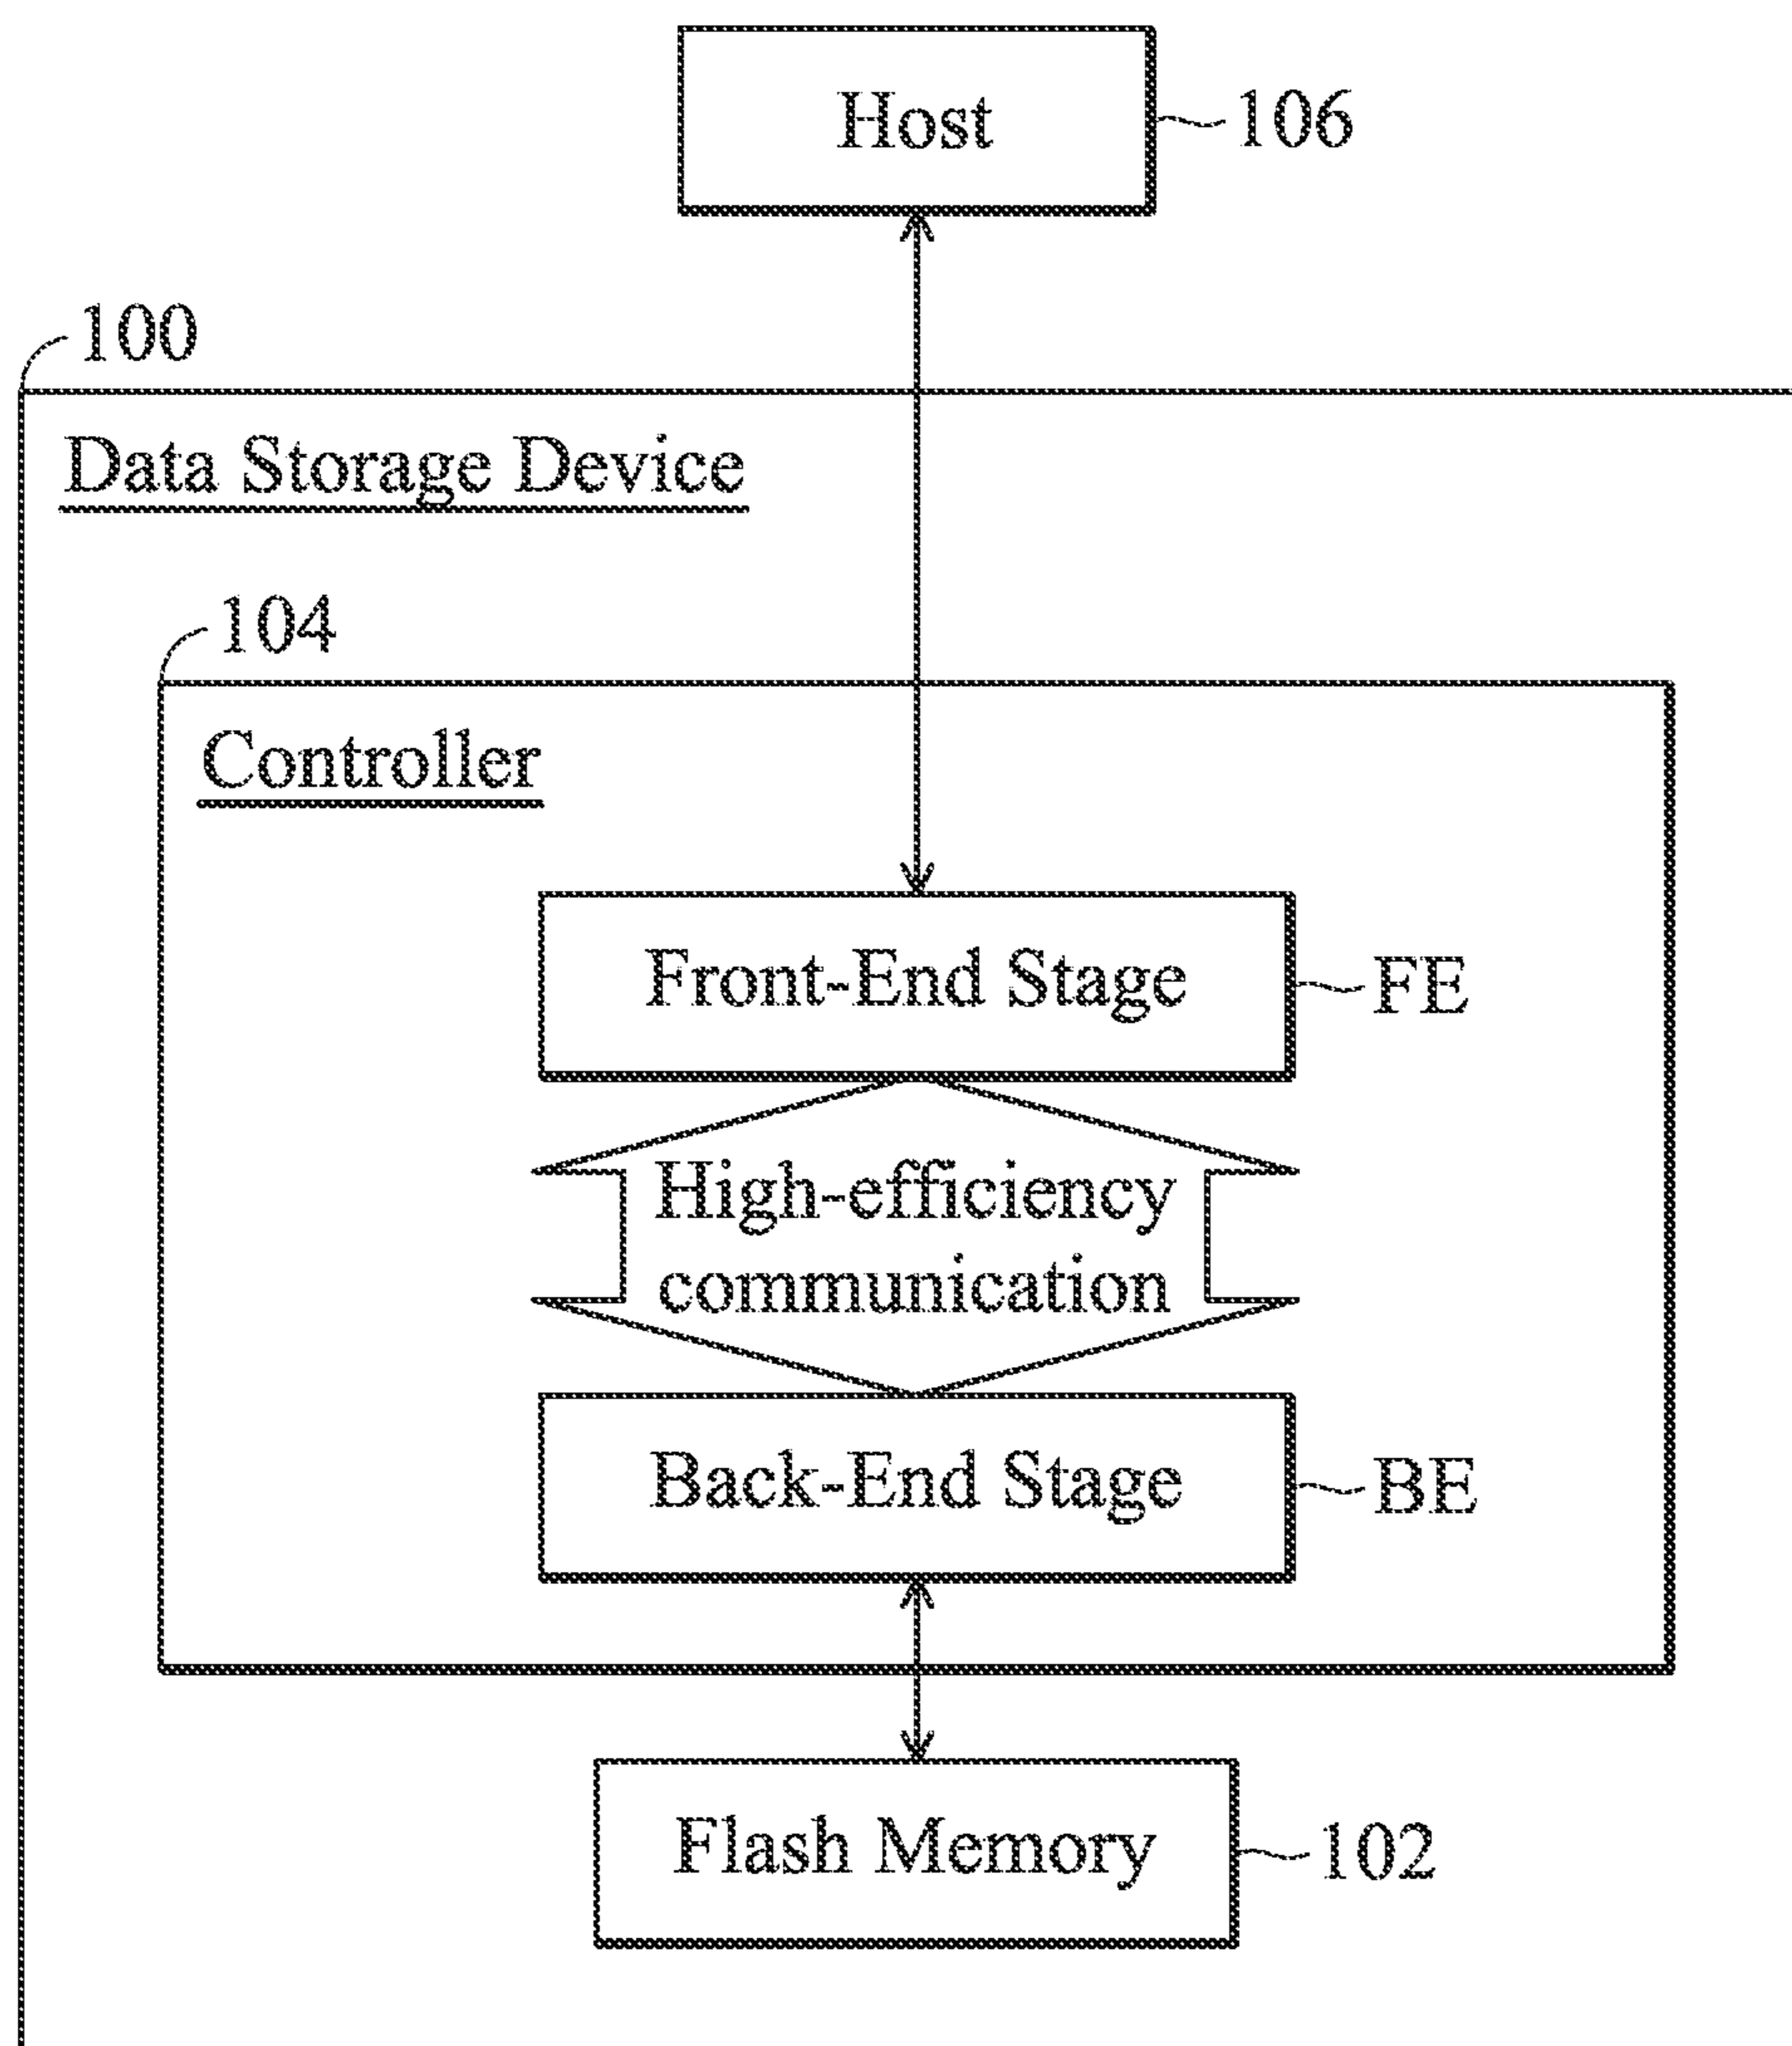 Host
106
100
Data Storage Device
104
Controller
Front-End Stage
FE
High-efficiency
communication
Back-End Stage
BE
Flash Memory
102